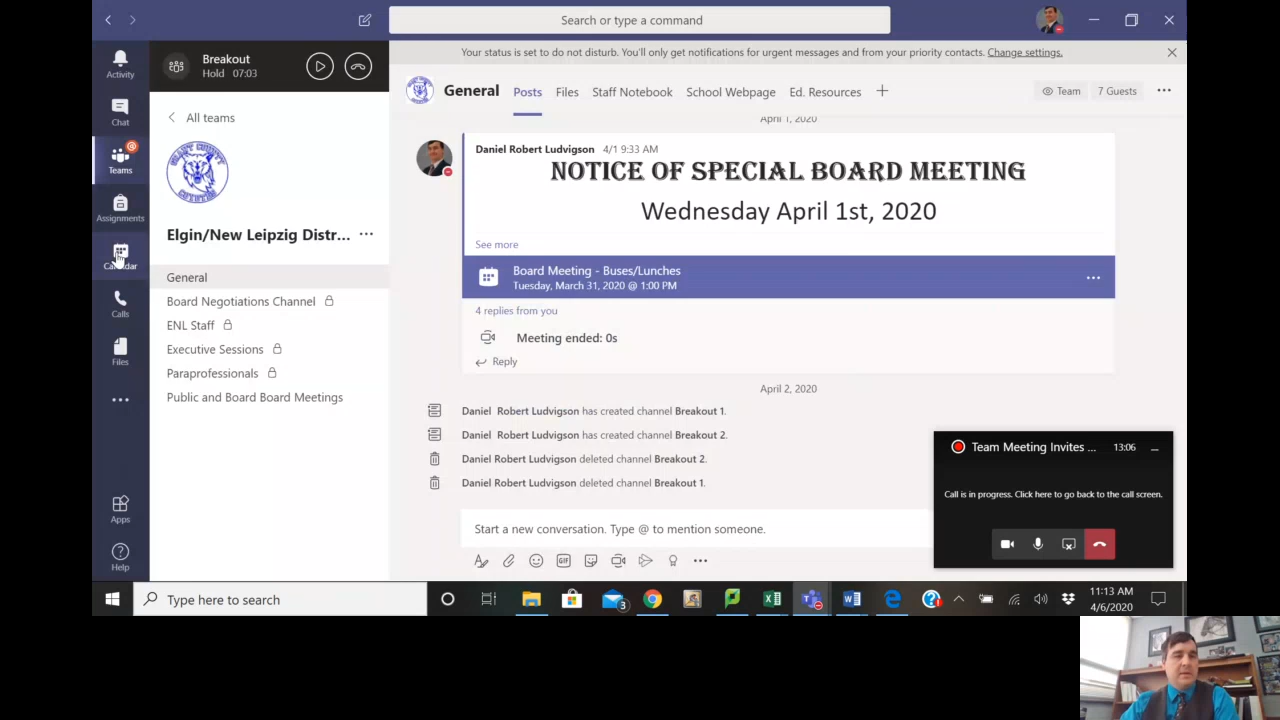 Search or type a command
Activity
Chat
Teams
Assignments
Calendar
Calls
Files
Apps
Help
Breakout
Hold 07:03
All teams
Elgin/New Leipzig Distr...
General
Board Negotiations Channel
ENL Staff
Executive Sessions
Paraprofessionals
Public and Board Board Meetings
Your status is set to do not disturb. You'll only get notifications for urgent messages and from your priority contacts. Change settings.
General Posts Files Staff Notebook School Webpage Ed. Resources Team 7 Guests
April 1, 2020
Daniel Robert Ludvigson 4/1 9:33 AM
NOTICE OF SPECIAL BOARD MEETING
Wednesday April 1st, 2020
See more
Board Meeting - Buses/Lunches
Tuesday, March 31, 2020 @ 1:00 PM
4 replies from you
Meeting ended: 0s
Reply
April 2, 2020
Daniel Robert Ludvigson has created channel Breakout 1.
Daniel Robert Ludvigson has created channel Breakout 2.
Daniel Robert Ludvigson deleted channel Breakout 2.
Daniel Robert Ludvigson deleted channel Breakout 1.
Start a new conversation. Type @ to mention someone.
GIF
Team Meeting Invites ... 13:06
Call is in progress. Click here to go back to the call screen.
Type here to search
3
11:13 AM
4/6/2020